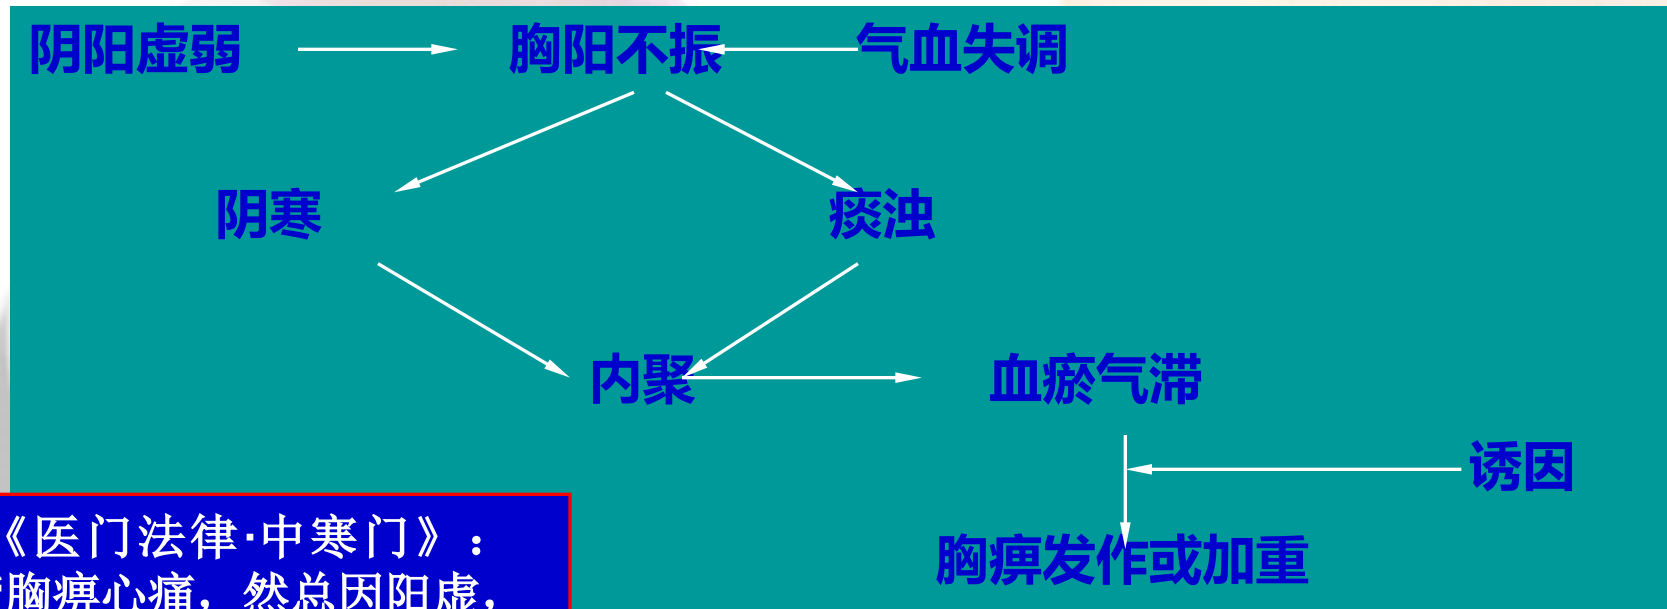 阴阳虚弱 胸阳不振 气血失调
阴寒 痰浊
内聚 血瘀气滞
诱因
《医门法律·中寒门》:
胸痹心痛,然总因阳虚,
胸痹发作或加重